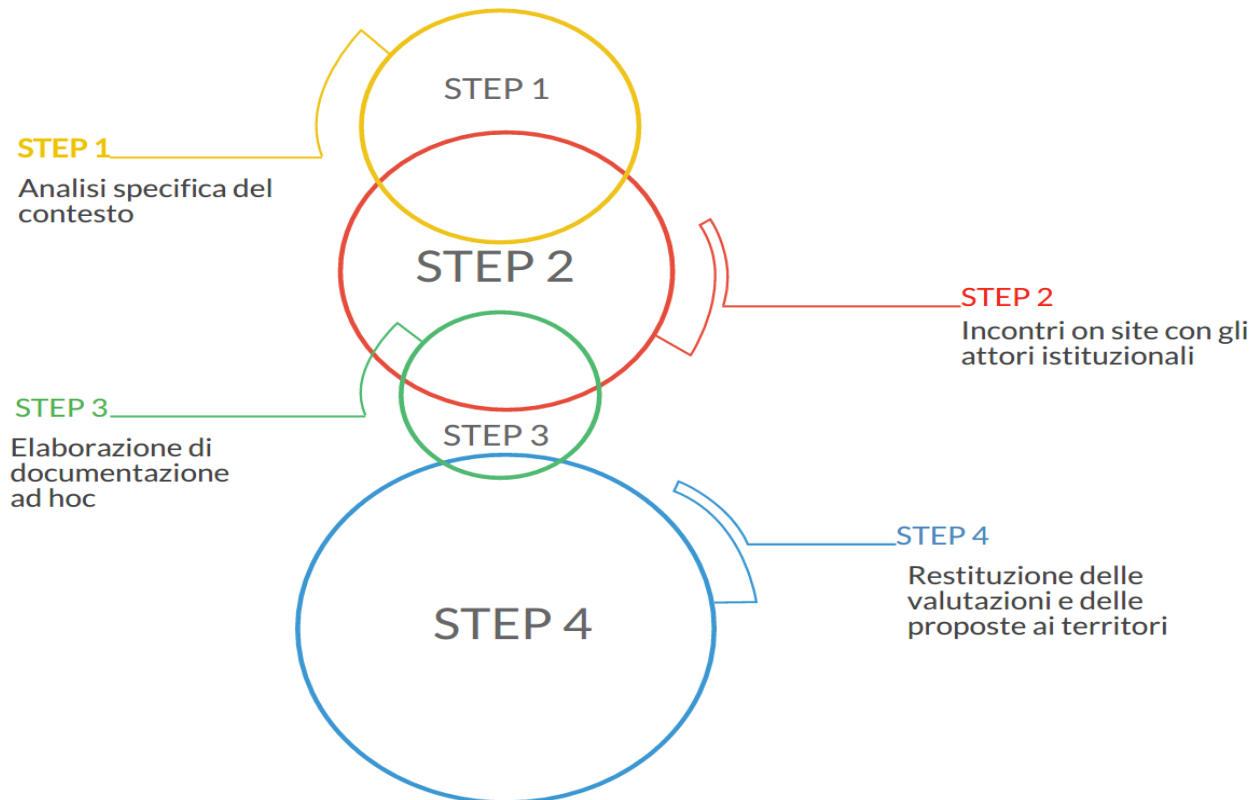 STEP 1
STEP 1
Analisi specifica del
contesto
STEP 2
STEP 2
Incontri on site con gli
attori istituzionali
STEP 3
STEP 3
Elaborazione di
documentazione
ad hoc
STEP 4
STEP 4
Restituzione delle
valutazioni e delle
proposte ai territori